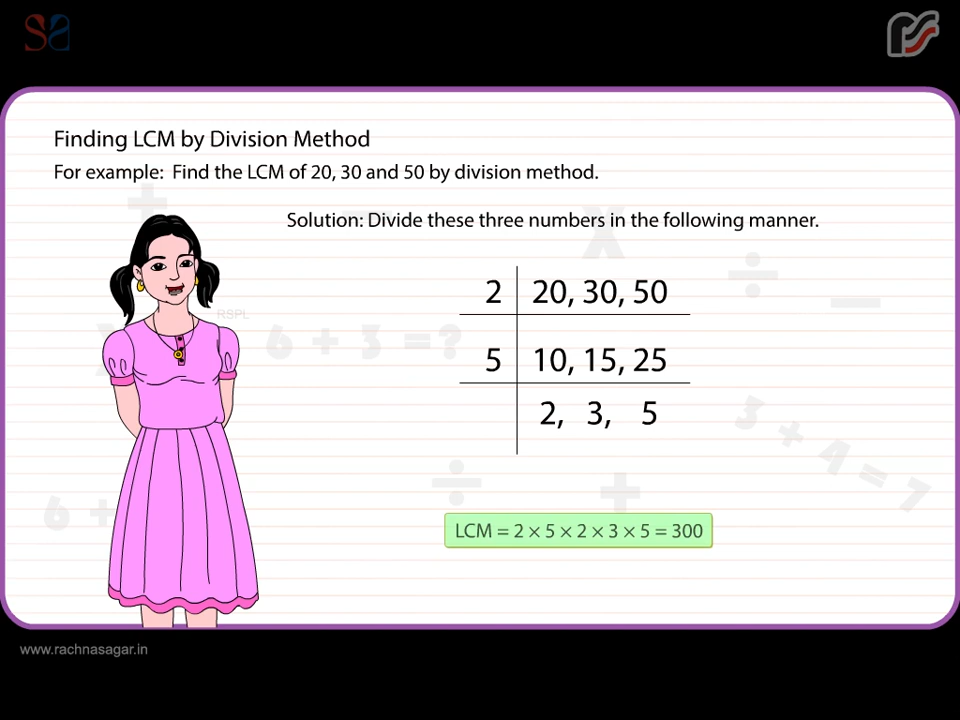 Finding LCM by Division Method
For example: Find the LCM of 20, 30 and 50 by division method.
Solution: Divide these three numbers in the following manner.
2 20, 30, 50
RSPL
6 + 3 = ?
5 10, 15, 25
2, 3, 5
3 + 4 = 7
6 +
LCM = 2 × 5 × 2 × 3 × 5 = 300
www.rachnasagar.in